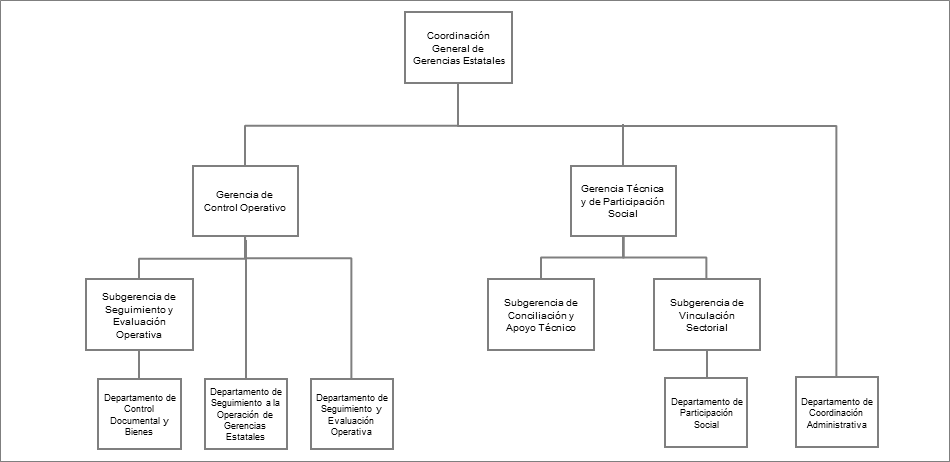 Coordinación
General de
Gerencias Estatales
Gerencia de
Control Operativo
Gerencia Técnica
y de Participación
Social
Subgerencia de
Seguimiento y
Evaluación
Operativa
Subgerencia de
Conciliación y
Apoyo Técnico
Subgerencia de
Vinculación
Sectorial
Departamento de
Control
Documental y
Bienes
Departamento de
Seguimiento a la
Operación de
Gerencias
Estatales
Departamento de
Seguimiento y
Evaluación
Operativa
Departamento de
Participación
Social
Departamento de
Coordinación
Administrativa